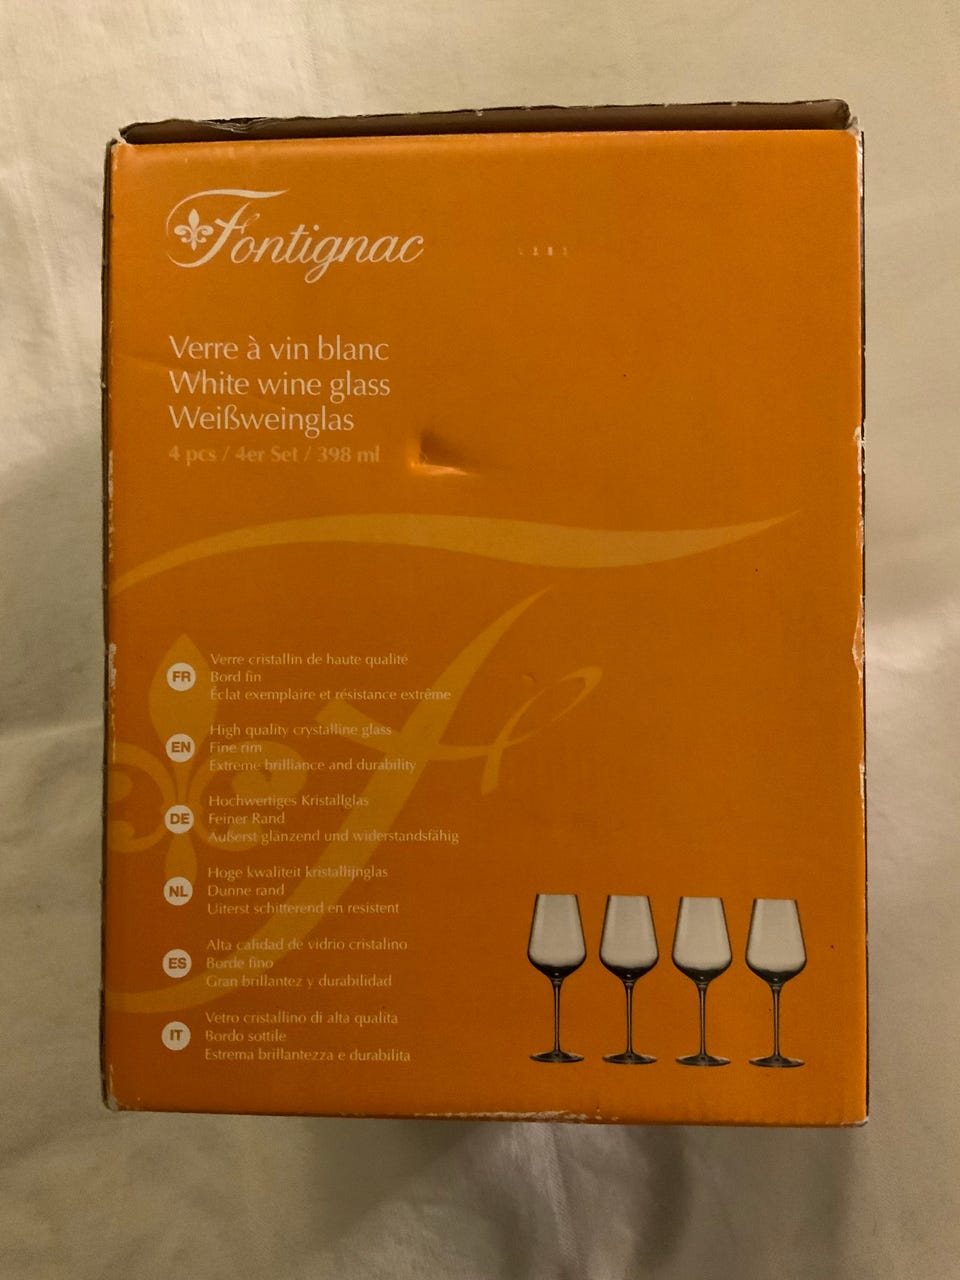 Fontignac
Verre à vin blanc
White wine glass
Weißweinglas
4 pcs / 4er Set / 398 ml
FR
Verre cristallin de haute qualité
Bord fin
Éclat exemplaire et résistance extrême
EN
High quality crystalline glass
Fine rim
Extreme brilliance and durability
DE
Hochwertiges Kristallglas
Feiner Rand
Äußerst glänzend und widerstandsfähig
NL
Hoge kwaliteit kristallijnglas
Dunne rand
Uiterst schitterend en resistent
ES
Alta calidad de vidrio cristalino
Borde fino
Gran brillantez y durabilidad
IT
Vetro cristallino di alta qualita
Bordo sottile
Estrema brillantezza e durabilita